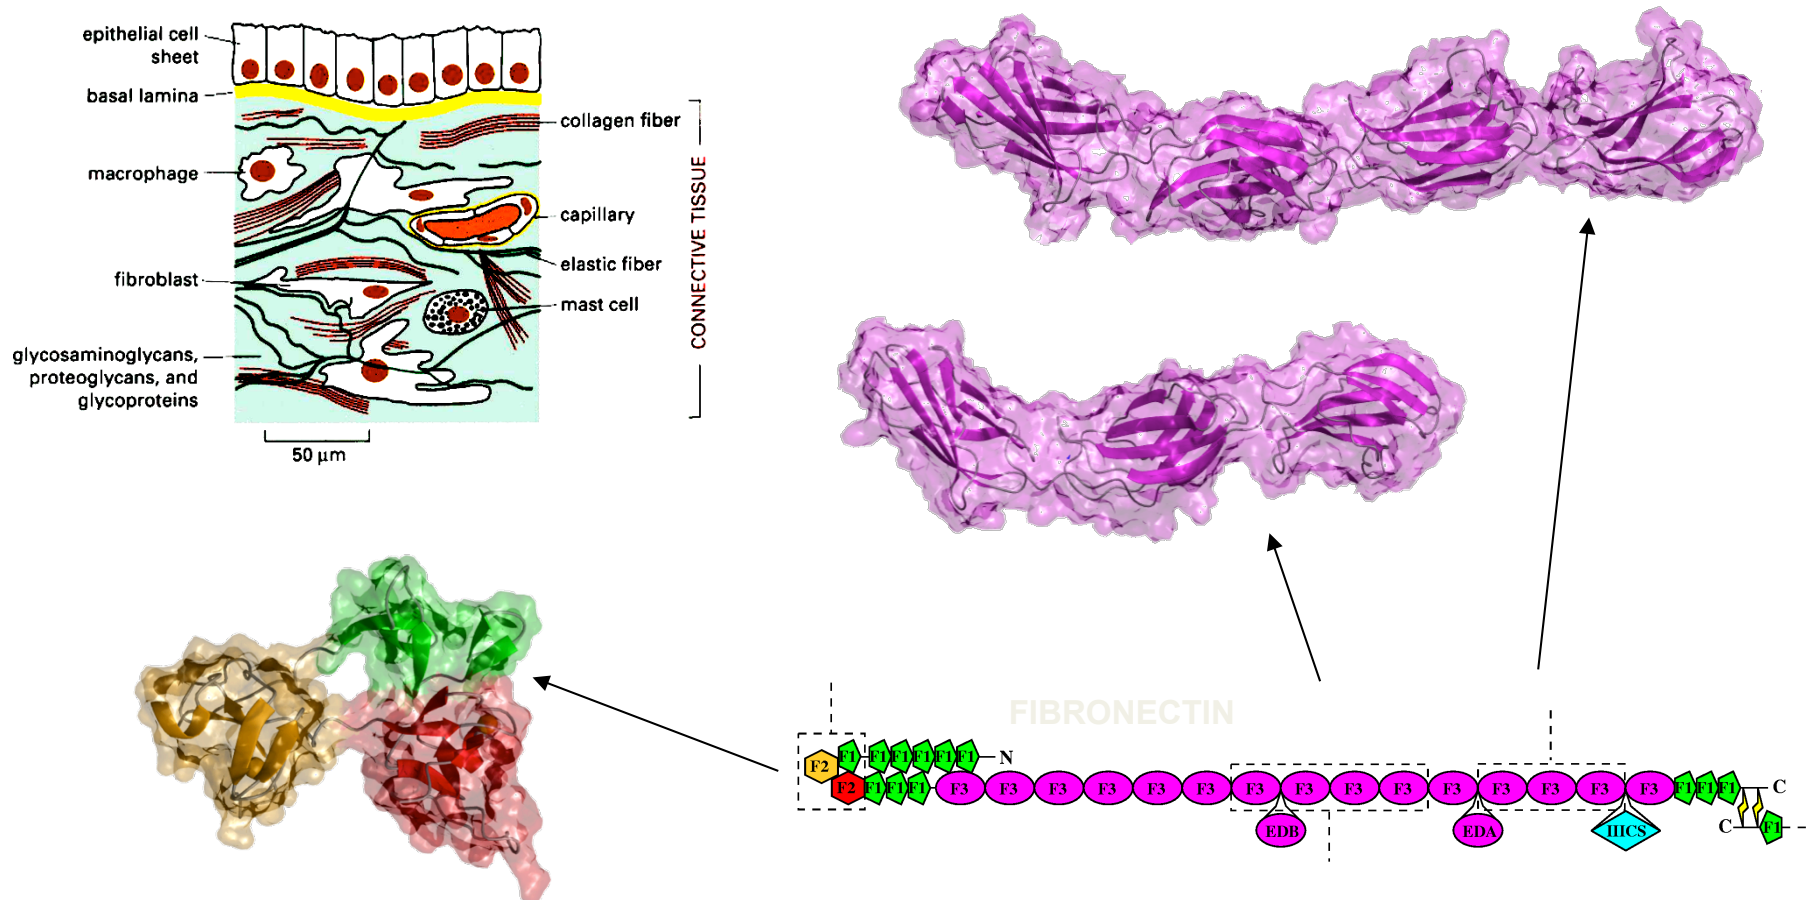 epithelial cell
sheet
basal lamina
macrophage
fibroblast
glycosaminoglycans,
proteoglycans, and
glycoproteins
collagen fiber
capillary
elastic fiber
mast cell
CONNECTIVE TISSUE
50 μm
FIBRONECTIN
F2 F1 F1 F1 F1 F1 F1 N
F2 F1 F1 F1 F3 F3 F3 F3 F3 F3 F3 F3 F3 F3 F3 F3 F3 F3 F3 F1 F1 F1 C
EDB EDA IIICS C F1